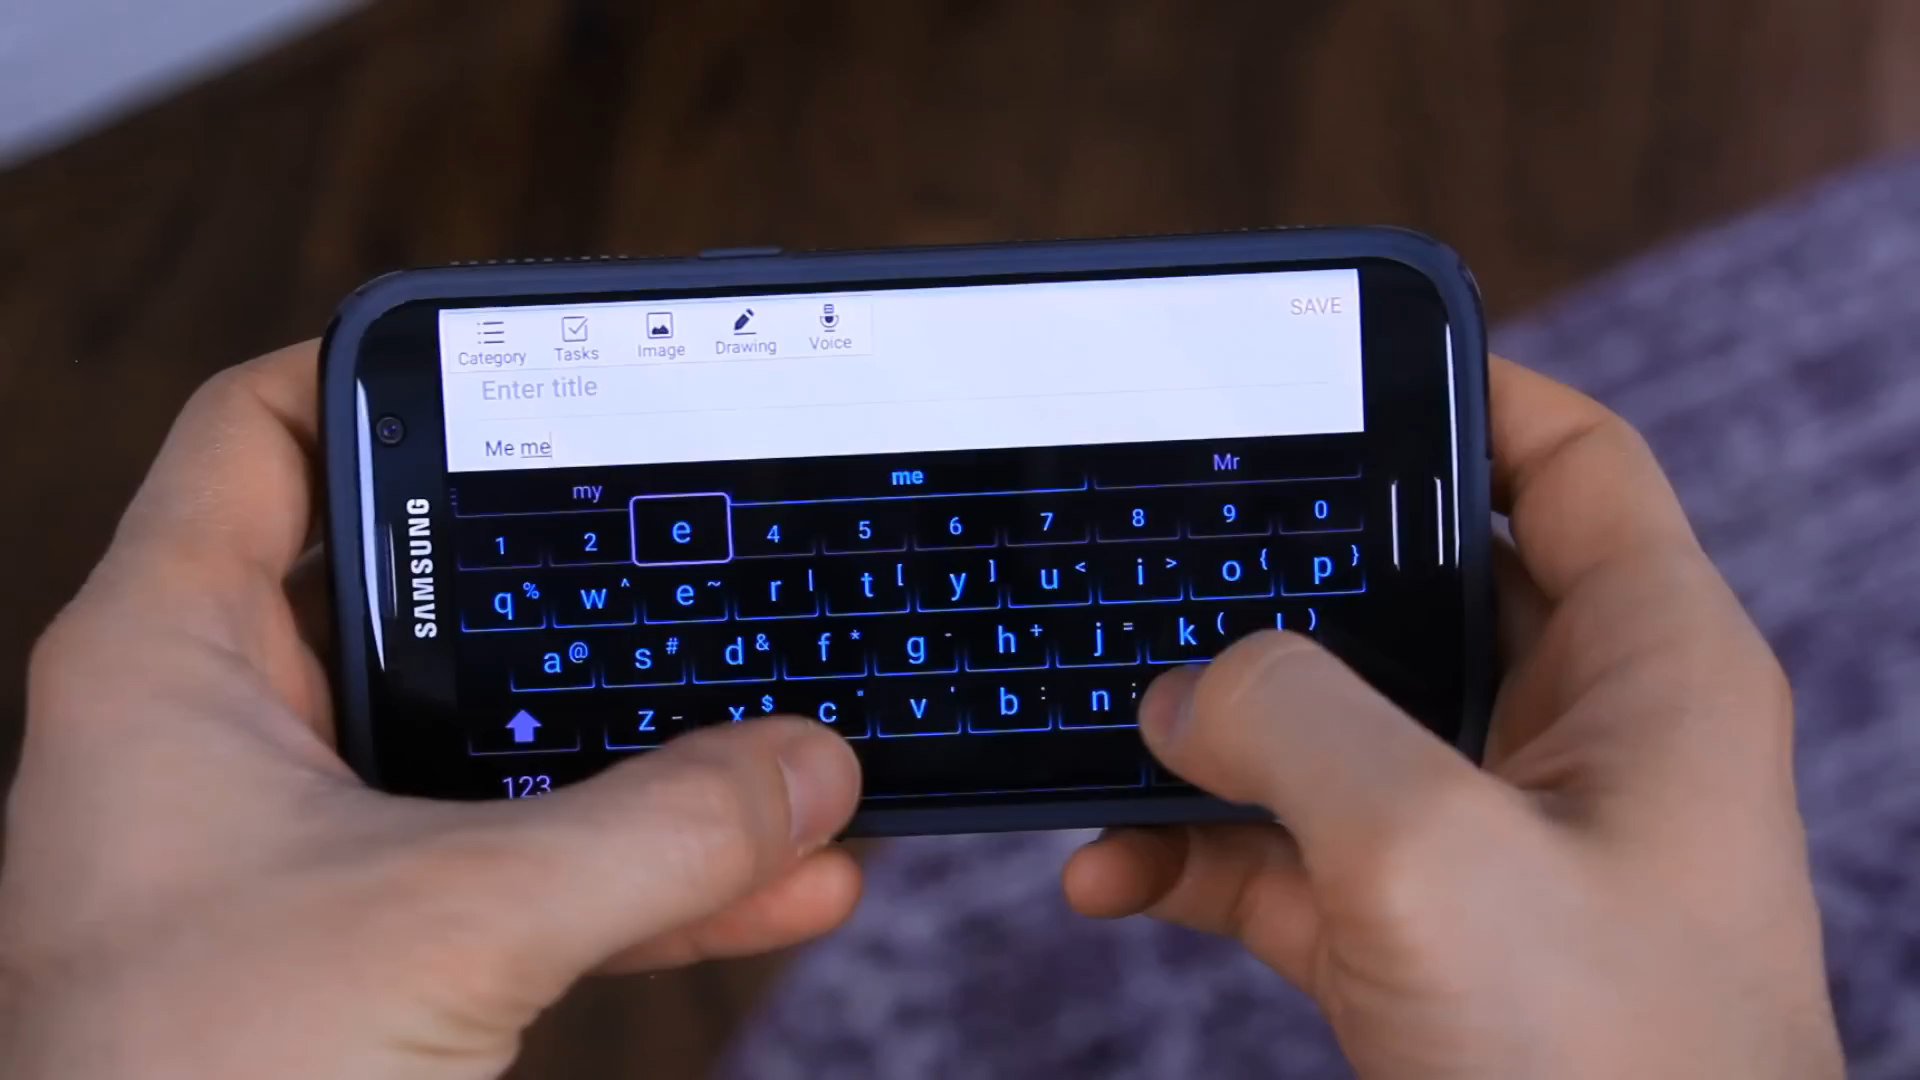 SAVE
Category Tasks Image Drawing Voice
Enter title
Me me
my me Mr
1 2 e 4 5 6 7 8 9 0
q % w ^ e ~ r | t [ y ] u < i > o { p }
a @ s # d & f * g - h + j = k ( l )
z - x $ c " v ' b : n ;
123
SAMSUNG